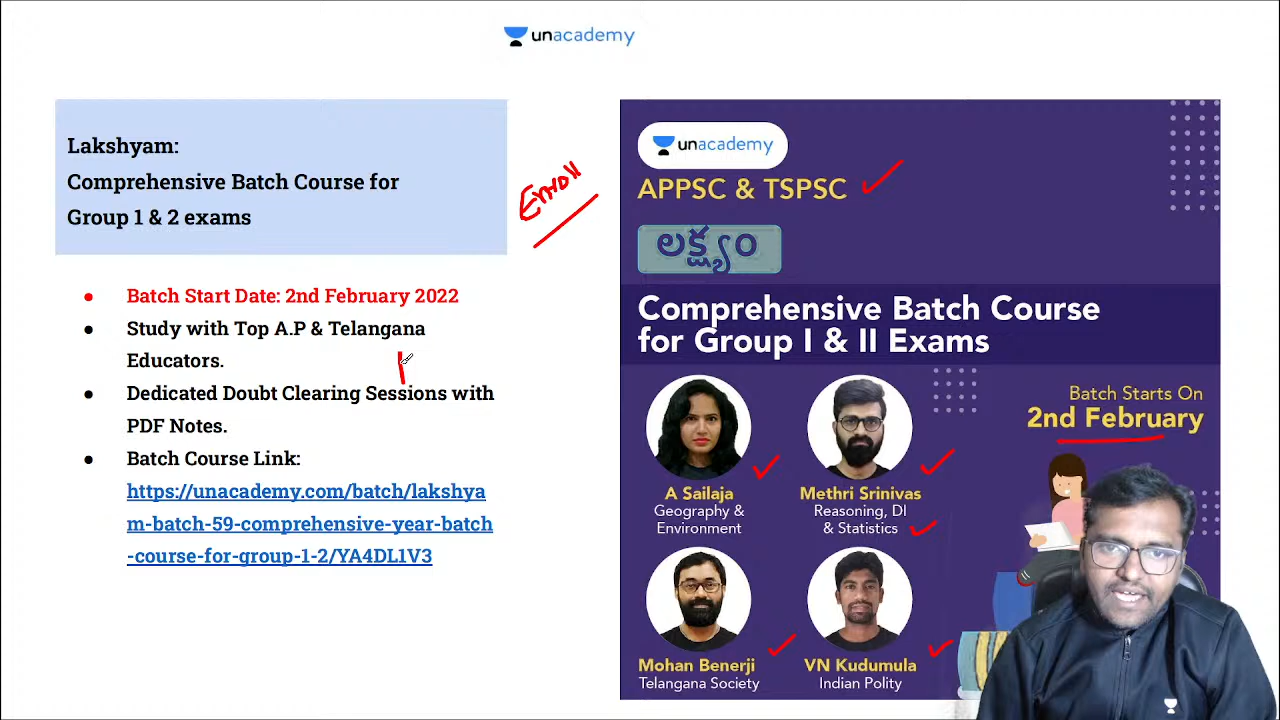 unacademy
Lakshyam:
Comprehensive Batch Course for
Group 1 & 2 exams
Enroll
Batch Start Date: 2nd February 2022
Study with Top A.P & Telangana
Educators.
Dedicated Doubt Clearing Sessions with
PDF Notes.
Batch Course Link:
https://unacademy.com/batch/lakshya
m-batch-59-comprehensive-year-batch
-course-for-group-1-2/YA4DL1V3
unacademy
APPSC & TSPSC
లక్ష్యం
Comprehensive Batch Course
for Group I & II Exams
Batch Starts On
2nd February
A Sailaja
Geography &
Environment
Methri Srinivas
Reasoning, DI
& Statistics
Mohan Benerji
Telangana Society
VN Kudumula
Indian Polity